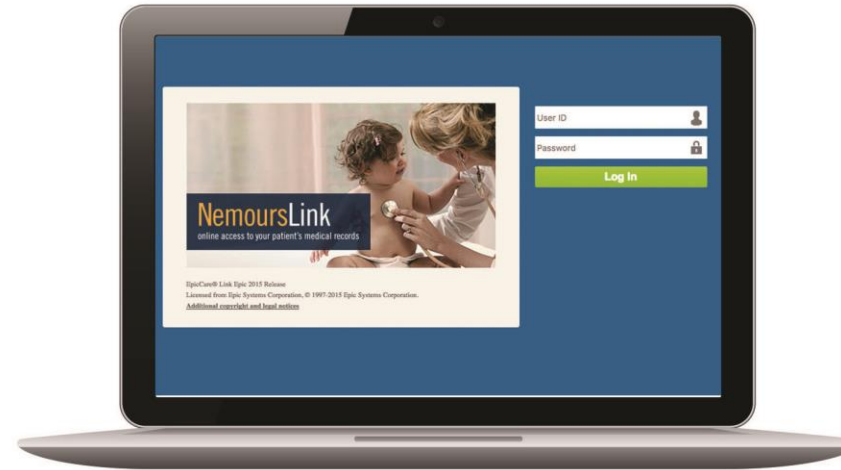 NemoursLink
online access to your patient's medical records
EpicCare® Link Epic 2015 Release
Licensed from Epic Systems Corporation, © 1997-2015 Epic Systems Corporation.
Additional copyright and legal notices
User ID
Password
Log In